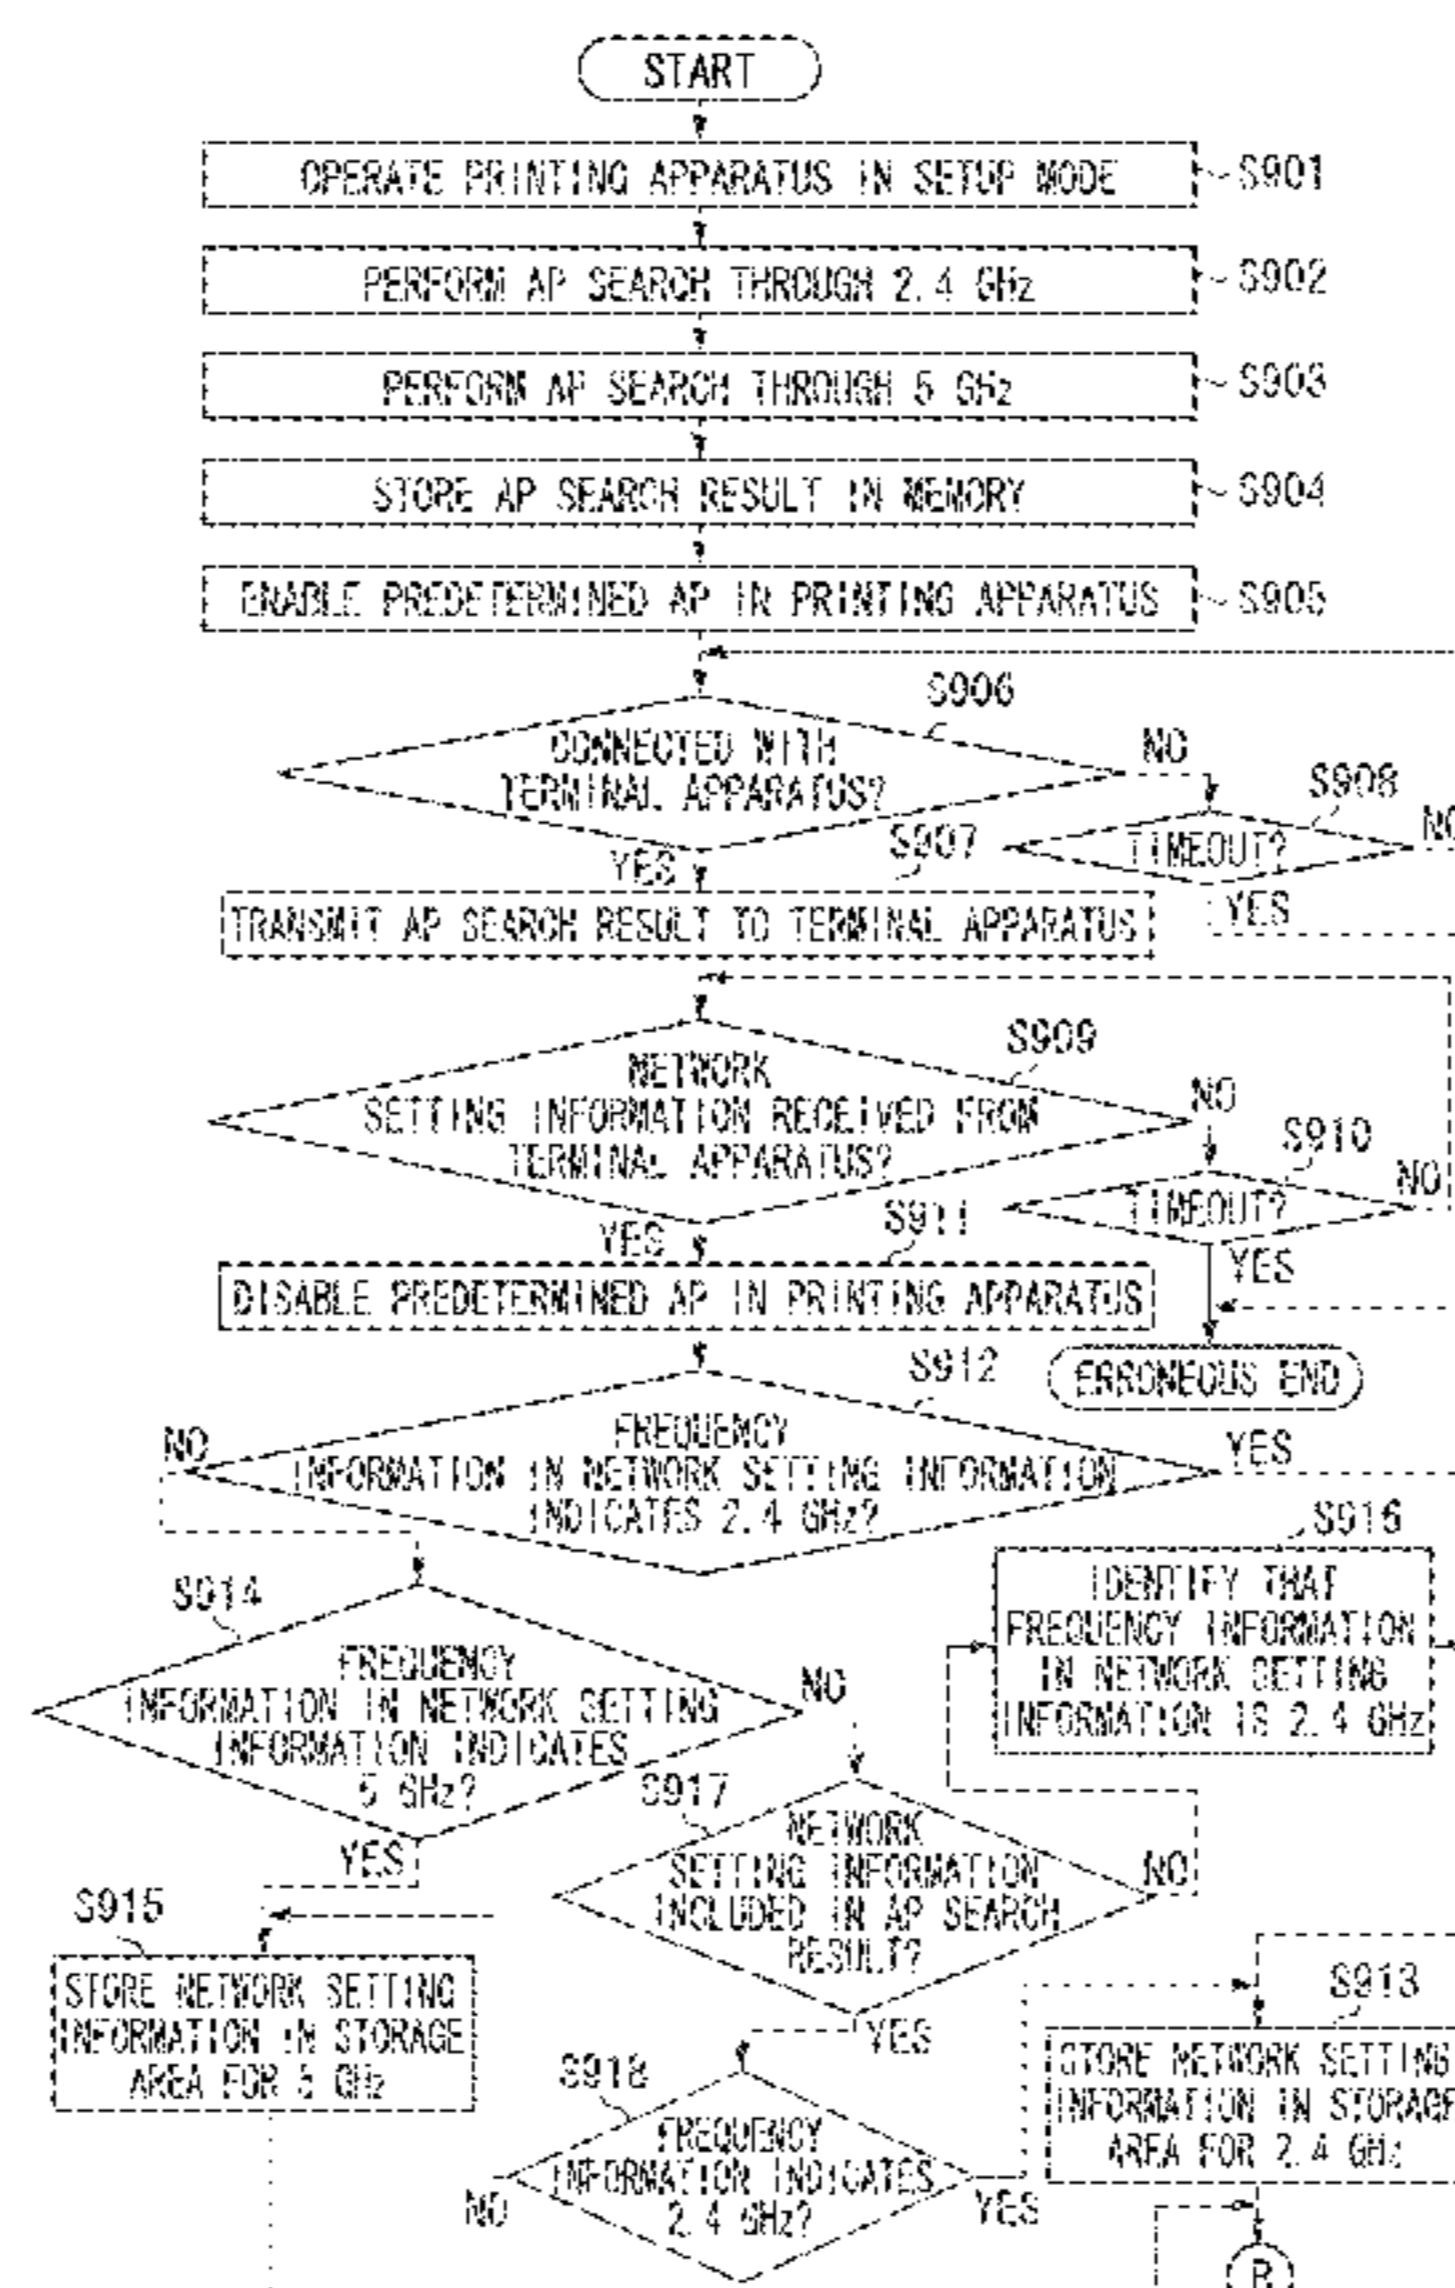 START
OPERATE PRINTING APPARATUS IN SETUP MODE
S901
PERFORM AP SEARCH THROUGH 2.4 GHz
S902
PERFORM AP SEARCH THROUGH 5 GHz
S903
STORE AP SEARCH RESULT IN MEMORY
S904
ENABLE PREDETERMINED AP IN PRINTING APPARATUS
S905
S906
CONNECTED WITH
TERMINAL APPARATUS?
NO
YES
S908
TIMEOUT?
NO
YES
S907
TRANSMIT AP SEARCH RESULT TO TERMINAL APPARATUS
S909
NETWORK
SETTING INFORMATION RECEIVED FROM
TERMINAL APPARATUS?
NO
YES
S910
TIMEOUT?
NO
YES
S911
DISABLE PREDETERMINED AP IN PRINTING APPARATUS
ERRONEOUS END
S912
FREQUENCY
INFORMATION IN NETWORK SETTING INFORMATION
INDICATES 2.4 GHz?
NO
YES
S914
FREQUENCY
INFORMATION IN NETWORK SETTING
INFORMATION INDICATES
5 GHz?
NO
YES
S916
IDENTIFY THAT
FREQUENCY INFORMATION
IN NETWORK SETTING
INFORMATION IS 2.4 GHz
S917
NETWORK
SETTING INFORMATION
INCLUDED IN AP SEARCH
RESULT?
NO
YES
S915
STORE NETWORK SETTING
INFORMATION IN STORAGE
AREA FOR 5 GHz
S913
STORE NETWORK SETTING
INFORMATION IN STORAGE
AREA FOR 2.4 GHz
S918
FREQUENCY
INFORMATION INDICATES
2.4 GHz?
NO
YES